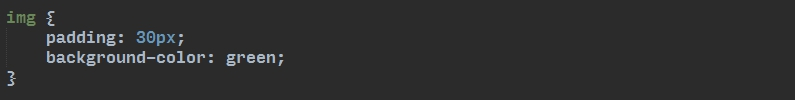 img {
    padding: 30px;
    background-color: green;
}